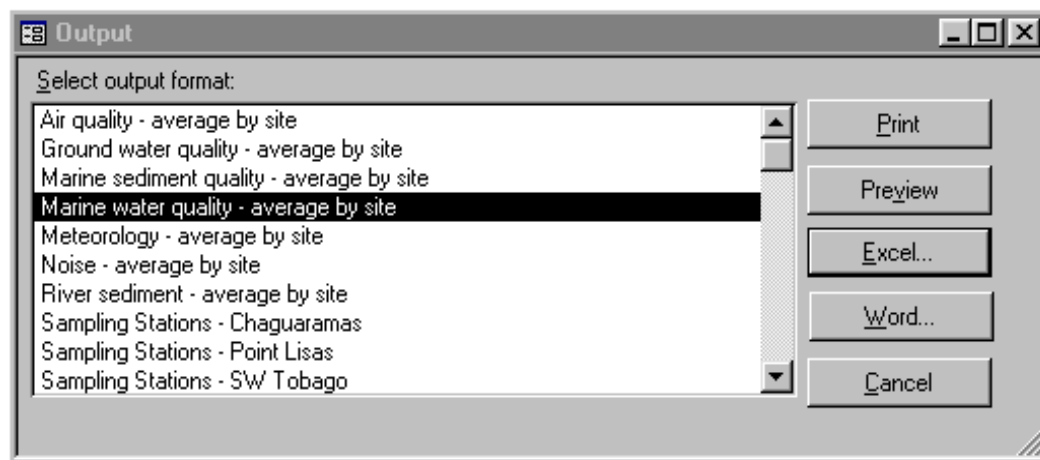 Output
Select output format:
Air quality - average by site
Ground water quality - average by site
Marine sediment quality - average by site
Marine water quality - average by site
Meteorology - average by site
Noise - average by site
River sediment - average by site
Sampling Stations - Chaguaramas
Sampling Stations - Point Lisas
Sampling Stations - SW Tobago
Print
Preview
Excel...
Word...
Cancel